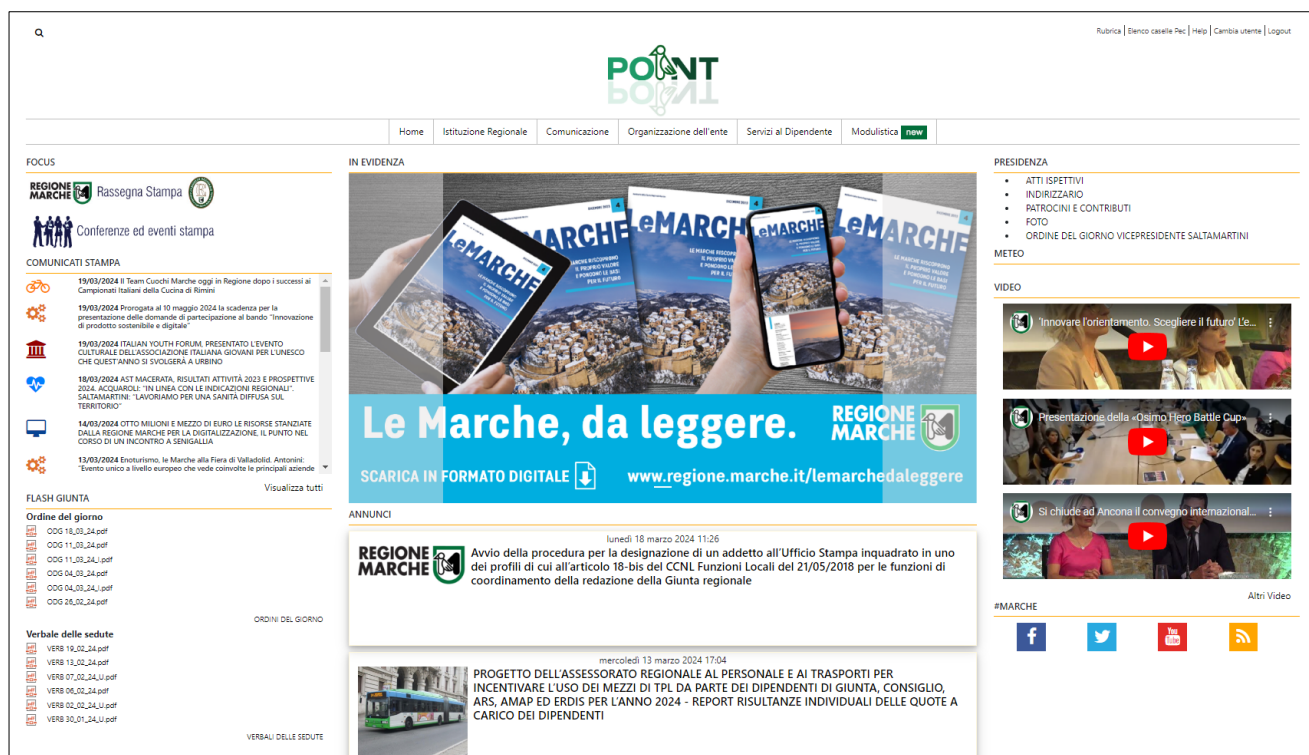 Rubrica | Elenco caselle Pec | Help | Cambia utente | Logout
POINT
Home
Istituzione Regionale
Comunicazione
Organizzazione dell'ente
Servizi al Dipendente
Modulistica new
FOCUS
REGIONE
MARCHE
Rassegna Stampa
Conferenze ed eventi stampa
COMUNICATI STAMPA
19/03/2024 Il Team Cuochi Marche oggi in Regione dopo i successi ai
Campionati Italiani della Cucina di Rimini
19/03/2024 Prorogata al 10 maggio 2024 la scadenza per la
presentazione delle domande di partecipazione al bando "Innovazione
di prodotto sostenibile e digitale"
19/03/2024 ITALIAN YOUTH FORUM, PRESENTATO L'EVENTO
CULTURALE DELL'ASSOCIAZIONE ITALIANA GIOVANI PER L'UNESCO
CHE QUEST'ANNO SI SVOLGERÀ A URBINO
18/03/2024 AST MACERATA, RISULTATI ATTIVITÀ 2023 E PROSPETTIVE
2024. ACQUAROLI: "IN LINEA CON LE INDICAZIONI REGIONALI".
SALTAMARTINI: "LAVORIAMO PER UNA SANITÀ DIFFUSA SUL
TERRITORIO"
14/03/2024 OTTO MILIONI E MEZZO DI EURO LE RISORSE STANZIATE
DALLA REGIONE MARCHE PER LA DIGITALIZZAZIONE, IL PUNTO NEL
CORSO DI UN INCONTRO A SENIGALLIA
13/03/2024 Enoturismo, le Marche alla Fiera di Valladolid. Antonini:
"Evento unico a livello europeo che vede coinvolte le principali aziende
Visualizza tutti
FLASH GIUNTA
Ordine del giorno
ODG 18_03_24.pdf
ODG 11_03_24.pdf
ODG 11_03_24_I.pdf
ODG 04_03_24.pdf
ODG 04_03_24_I.pdf
ODG 26_02_24.pdf
ORDINI DEL GIORNO
Verbale delle sedute
VERB 19_02_24.pdf
VERB 13_02_24.pdf
VERB 07_02_24_U.pdf
VERB 06_02_24.pdf
VERB 02_02_24_U.pdf
VERB 30_01_24_U.pdf
VERBALI DELLE SEDUTE
IN EVIDENZA
LeMARCHE
LE MARCHE RISCOPRONO
IL PROPRIO VALORE
E PONGONO LE BASI
PER IL FUTURO
Le Marche, da leggere.
REGIONE
MARCHE
SCARICA IN FORMATO DIGITALE
www.regione.marche.it/lemarchedaleggere
ANNUNCI
REGIONE
MARCHE
lunedì 18 marzo 2024 11:26
Avvio della procedura per la designazione di un addetto all'Ufficio Stampa inquadrato in uno
dei profili di cui all'articolo 18-bis del CCNL Funzioni Locali del 21/05/2018 per le funzioni di
coordinamento della redazione della Giunta regionale
mercoledì 13 marzo 2024 17:04
PROGETTO DELL'ASSESSORATO REGIONALE AL PERSONALE E AI TRASPORTI PER
INCENTIVARE L'USO DEI MEZZI DI TPL DA PARTE DEI DIPENDENTI DI GIUNTA, CONSIGLIO,
ARS, AMAP ED ERDIS PER L'ANNO 2024 - REPORT RISULTANZE INDIVIDUALI DELLE QUOTE A
CARICO DEI DIPENDENTI
PRESIDENZA
ATTI ISPETTIVI
INDIRIZZARIO
PATROCINI E CONTRIBUTI
FOTO
ORDINE DEL GIORNO VICEPRESIDENTE SALTAMARTINI
METEO
VIDEO
'Innovare l'orientamento. Scegliere il futuro' L'e...
Presentazione della «Osimo Hero Battle Cup»
Si chiude ad Ancona il convegno internazional...
Altri Video
#MARCHE
You
Tube